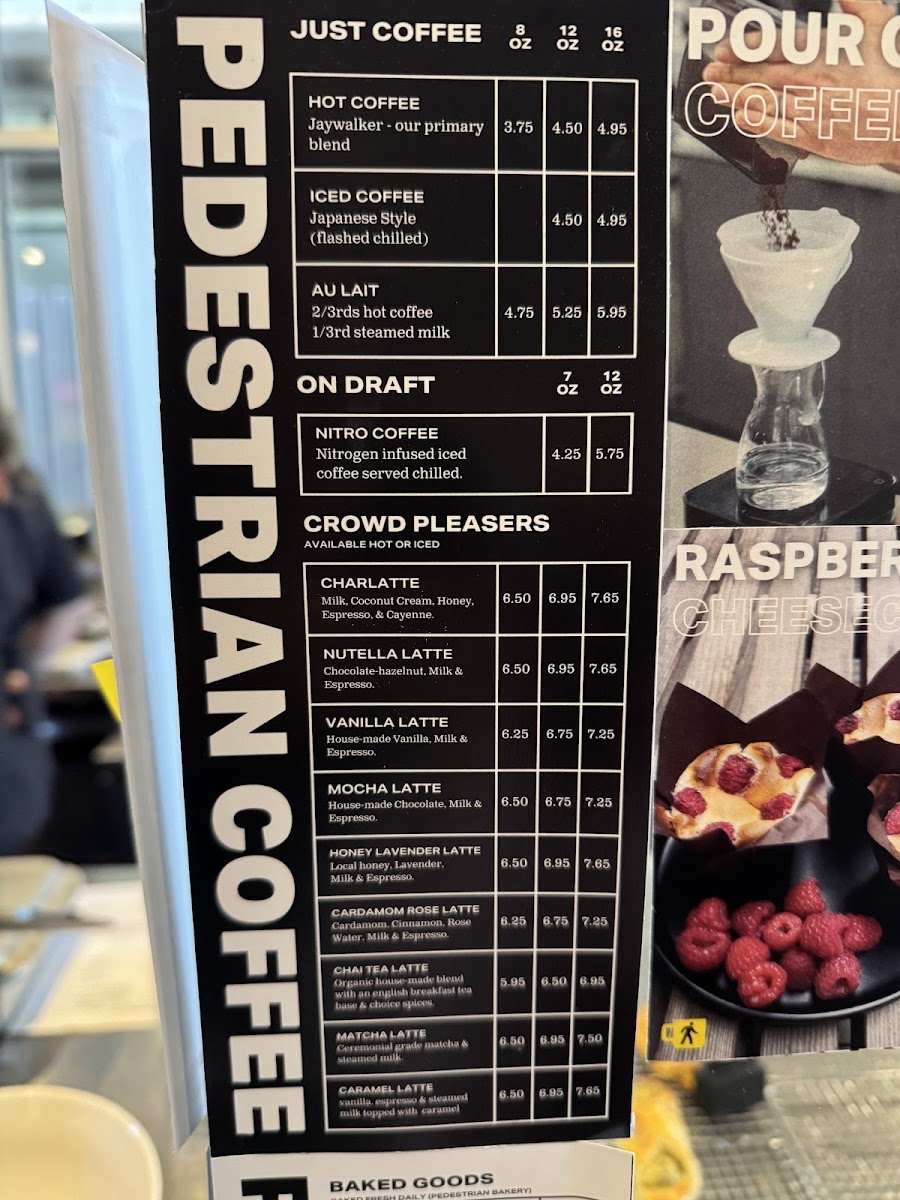 PEDESTRIAN COFFEE
JUST COFFEE 8 OZ 12 OZ 16 OZ
HOT COFFEE
Jaywalker - our primary
blend
3.75 4.50 4.95
ICED COFFEE
Japanese Style
(flashed chilled)
4.50 4.95
AU LAIT
2/3rds hot coffee
1/3rd steamed milk
4.75 5.25 5.95
ON DRAFT 7 OZ 12 OZ
NITRO COFFEE
Nitrogen infused iced
coffee served chilled.
4.25 5.75
CROWD PLEASERS
AVAILABLE HOT OR ICED
CHARLATTE
Milk, Coconut Cream, Honey,
Espresso, & Cayenne.
6.50 6.95 7.65
NUTELLA LATTE
Chocolate-hazelnut, Milk &
Espresso.
6.50 6.95 7.65
VANILLA LATTE
House-made Vanilla, Milk &
Espresso.
6.25 6.75 7.25
MOCHA LATTE
House-made Chocolate, Milk &
Espresso.
6.50 6.75 7.25
HONEY LAVENDER LATTE
Local honey, Lavender,
Milk & Espresso.
6.50 6.95 7.65
CARDAMOM ROSE LATTE
Cardamom, Cinnamon, Rose
Water, Milk & Espresso.
6.25 6.75 7.25
CHAI TEA LATTE
Organic house-made blend
with an english breakfast tea
base & choice spices.
5.95 6.50 6.95
MATCHA LATTE
Ceremonial grade matcha &
steamed milk.
6.50 6.95 7.50
CARAMEL LATTE
vanilla, espresso & steamed
milk topped with caramel
6.50 6.95 7.65
BAKED GOODS
BAKED FRESH DAILY (PEDESTRIAN BAKERY)
POUR
COFFEE
RASPBER
CHEESEC